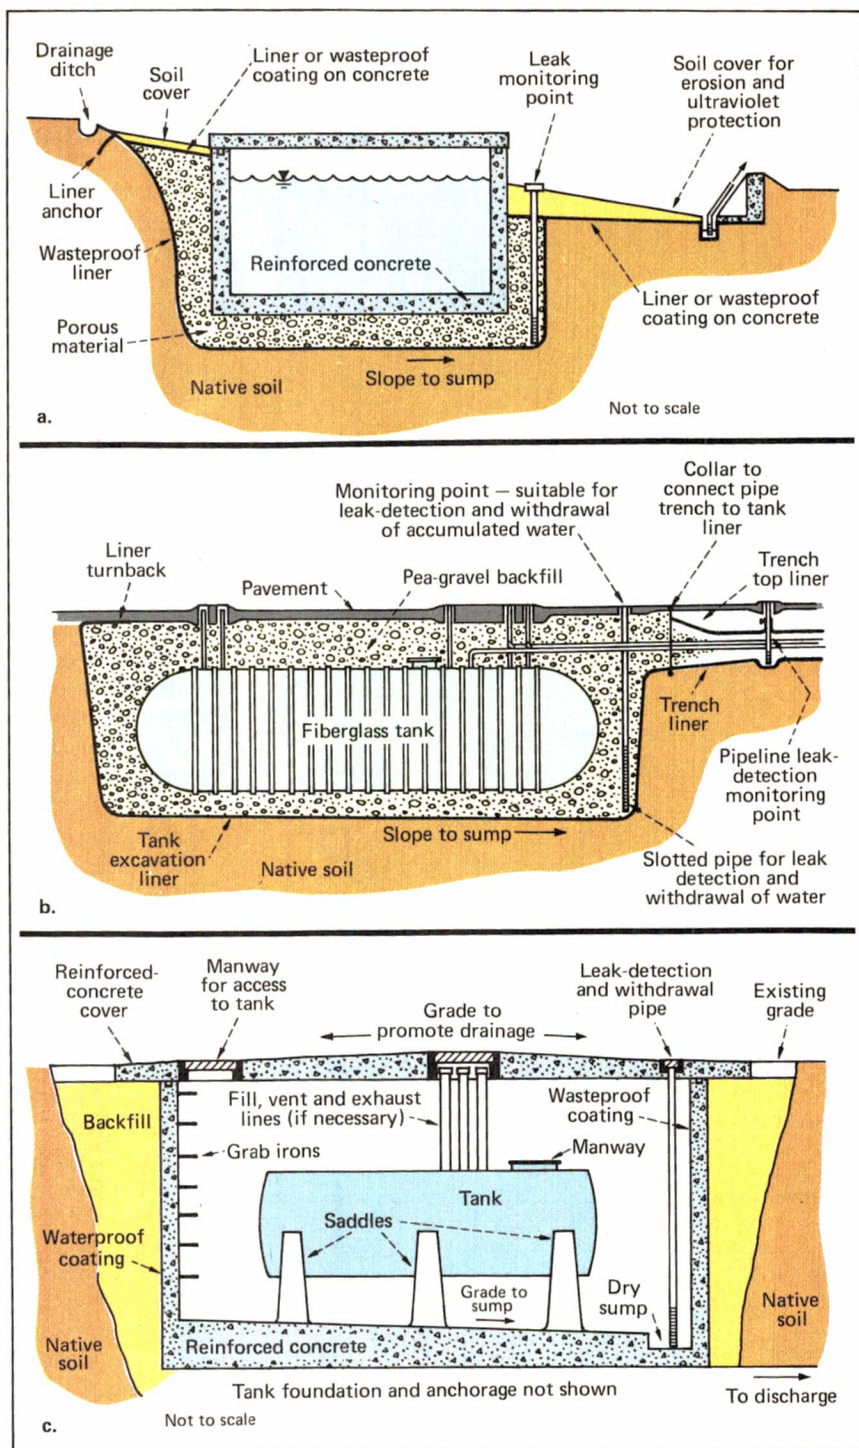 Drainage
ditch
Soil
cover
Liner or wasteproof
coating on concrete
Leak
monitoring
point
Soil cover for
erosion and
ultraviolet
protection
Liner
anchor
Wasteproof
liner
Reinforced concrete
Porous
material
Liner or wasteproof
coating on concrete
Native soil
Slope to sump
Not to scale
a.
Monitoring point — suitable for
leak-detection and withdrawal
of accumulated water
Collar to
connect pipe
trench to tank
liner
Liner
turnback
Pavement
Pea-gravel backfill
Trench
top liner
Fiberglass tank
Trench
liner
Pipeline leak-
detection
monitoring
point
Tank
excavation
liner
Slope to sump
Native soil
Slotted pipe for leak
detection and
withdrawal of water
b.
Reinforced-
concrete
cover
Manway
for access
to tank
Grade to
promote drainage
Leak-detection
and withdrawal
pipe
Existing
grade
Backfill
Fill, vent and exhaust
lines (if necessary)
Wasteproof
coating
Grab irons
Manway
Tank
Saddles
Waterproof
coating
Grade to
sump
Dry
sump
Native
soil
Native
soil
Reinforced concrete
Tank foundation and anchorage not shown
To discharge
Not to scale
c.